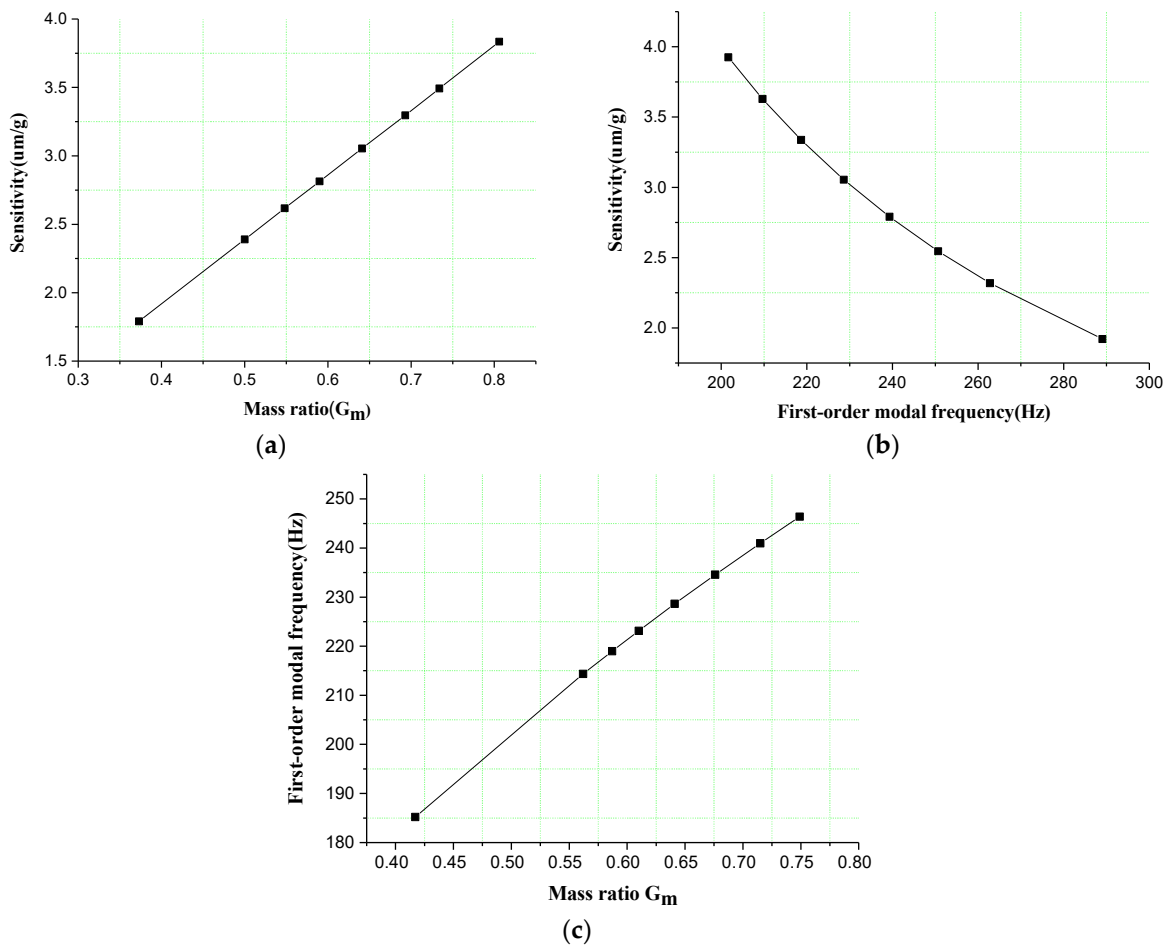 4.0
3.5
3.0
2.5
2.0
1.5
Sensitivity(um/g)
0.3 0.4 0.5 0.6 0.7 0.8
Mass ratio(Gm)
(a)
4.0
3.5
3.0
2.5
2.0
Sensitivity(um/g)
200 220 240 260 280 300
First-order modal frequency(Hz)
(b)
250
240
230
220
210
200
190
180
First-order modal frequency(Hz)
0.40 0.45 0.50 0.55 0.60 0.65 0.70 0.75 0.80
Mass ratio Gm
(c)